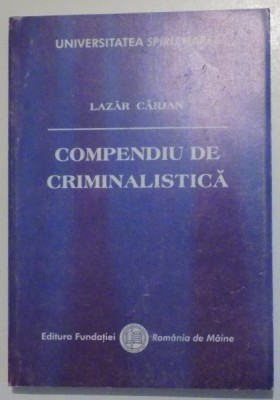 UNIVERSITATEA SPIRU HARET
LAZĂR CÂRJAN
COMPENDIU DE
CRIMINALISTICĂ
Editura Fundației România de Mâine